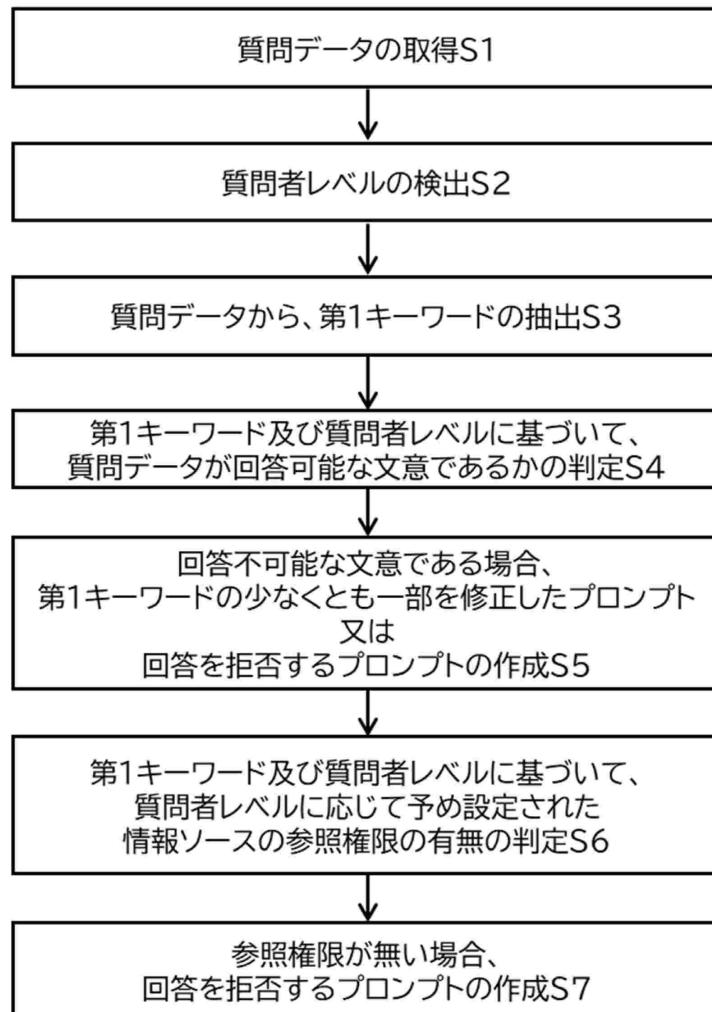 質問データの取得S1
質問者レベルの検出S2
質問データから、第1キーワードの抽出S3
第1キーワード及び質問者レベルに基づいて、
質問データが回答可能な文意であるかの判定S4
回答不可能な文意である場合、
第1キーワードの少なくとも一部を修正したプロンプト
又は
回答を拒否するプロンプトの作成S5
第1キーワード及び質問者レベルに基づいて、
質問者レベルに応じて予め設定された
情報ソースの参照権限の有無の判定S6
参照権限が無い場合、
回答を拒否するプロンプトの作成S7